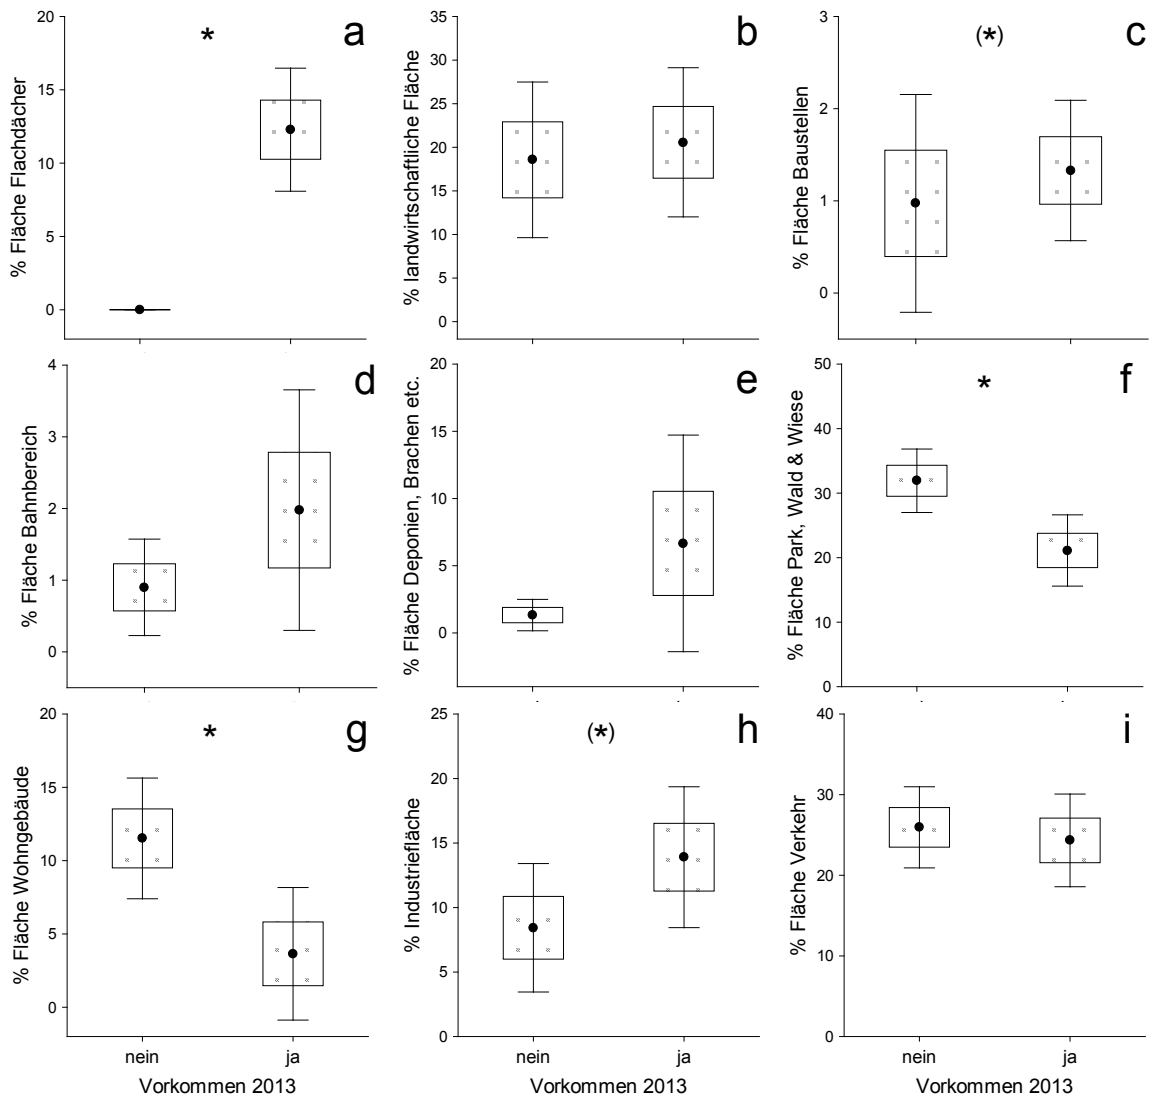 20
15
10
5
0
% Fläche Flachdächer
*
a
35
30
25
20
15
10
5
0
% landwirtschaftliche Fläche
b
3
2
1
0
% Fläche Baustellen
(*)
c
4
3
2
1
0
% Fläche Bahnbereich
d
20
15
10
5
0
% Fläche Deponien, Brachen etc.
e
50
40
30
20
10
0
% Fläche Park, Wald & Wiese
*
f
20
15
10
5
0
% Fläche Wohngebäude
*
g
nein
ja
Vorkommen 2013
25
20
15
10
5
0
% Industriefläche
(*)
h
nein
ja
Vorkommen 2013
40
30
20
10
0
% Fläche Verkehr
i
nein
ja
Vorkommen 2013